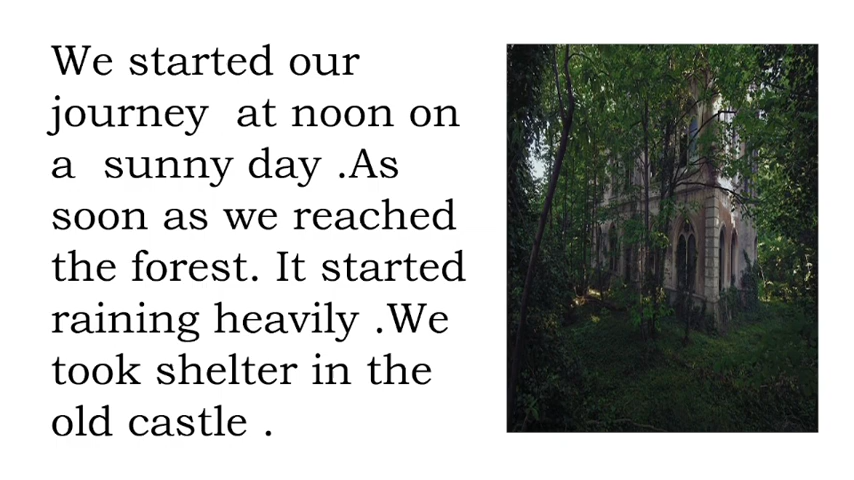 We started our
journey  at noon on
a  sunny day .As
soon as we reached
the forest. It started
raining heavily .We
took shelter in the
old castle .